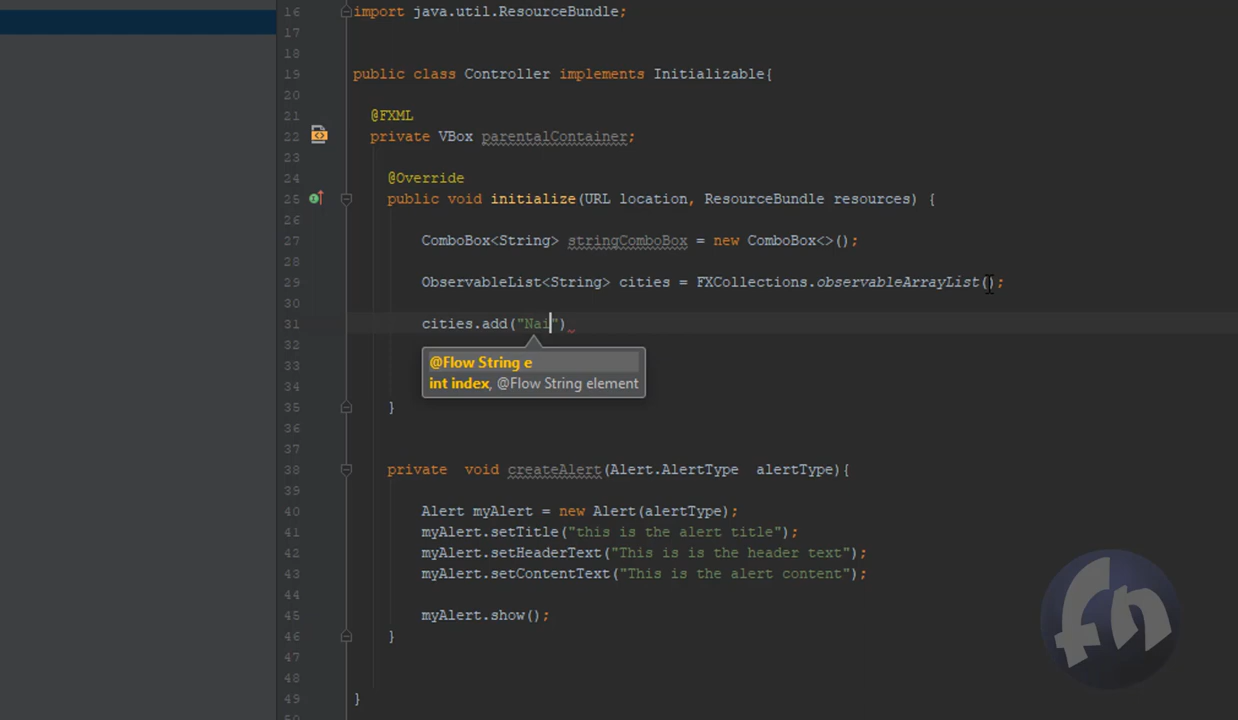 16 import java.util.ResourceBundle;
17
18
19 public class Controller implements Initializable{
20
21 @FXML
22 private VBox parentalContainer;
23
24 @Override
25 public void initialize(URL location, ResourceBundle resources) {
26
27 ComboBox<String> stringComboBox = new ComboBox<>();
28
29 ObservableList<String> cities = FXCollections.observableArrayList();
30
31 cities.add("Nai")
32
@Flow String e
33
int index, @Flow String element
34
35 }
36
37
38 private  void createAlert(Alert.AlertType  alertType){
39
40 Alert myAlert = new Alert(alertType);
41 myAlert.setTitle("this is the alert title");
42 myAlert.setHeaderText("This is is the header text");
43 myAlert.setContentText("This is the alert content");
44
45 myAlert.show();
46 }
47
48
49 }
fn